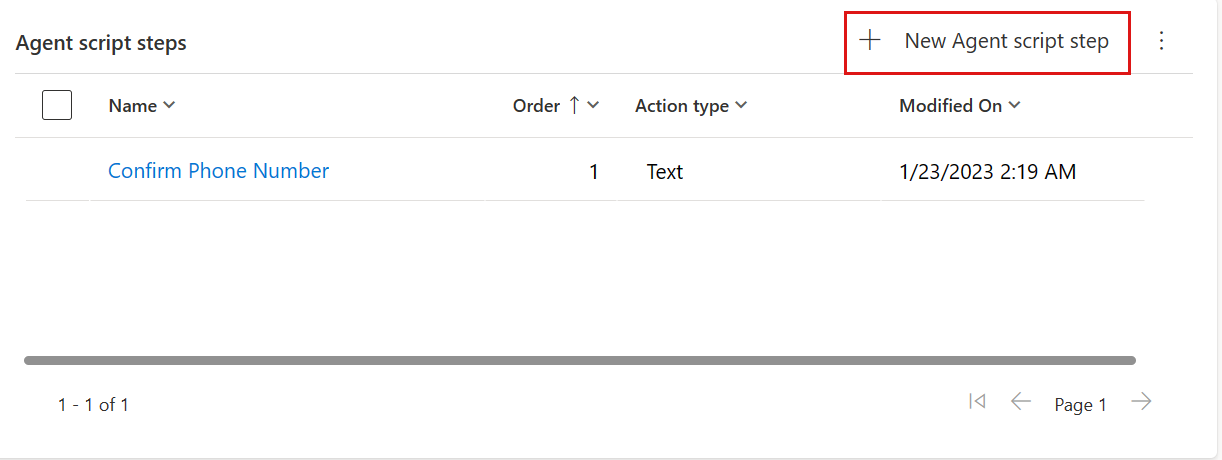 Agent script steps
New Agent script step
Name Order Action type Modified On
Confirm Phone Number 1 Text 1/23/2023 2:19 AM
1 - 1 of 1
Page 1